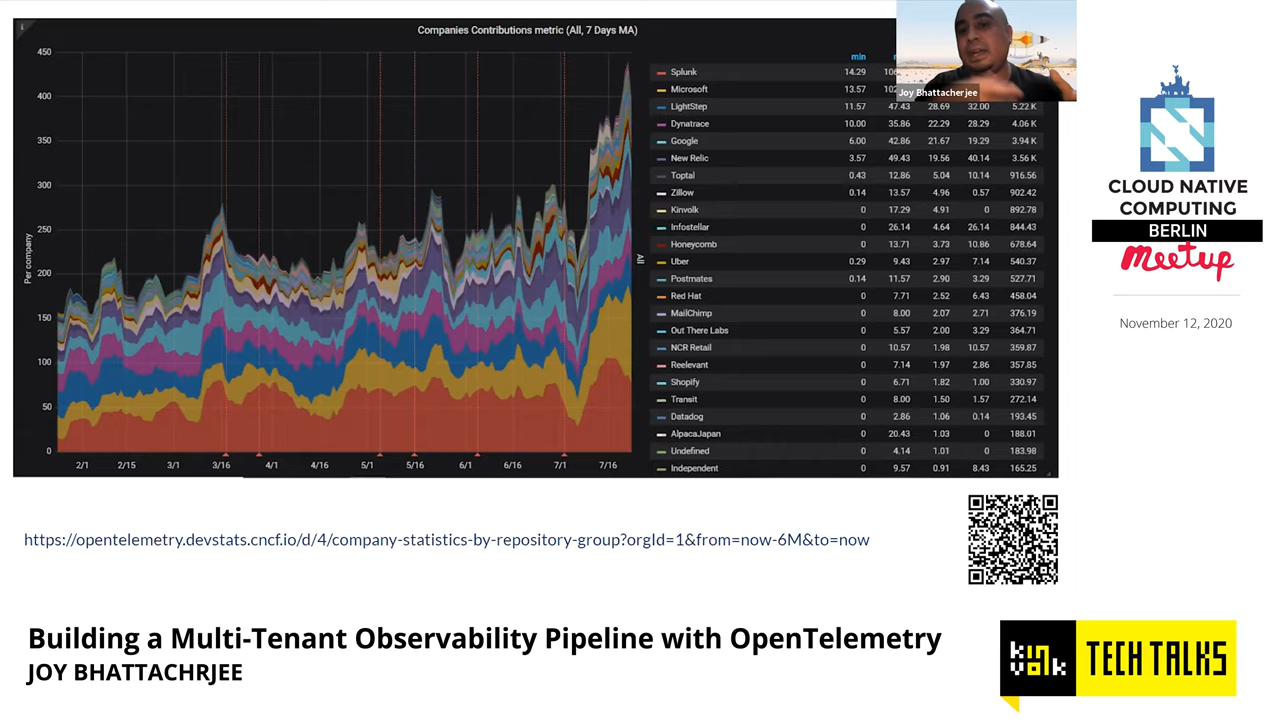 Companies Contributions metric (All, 7 Days MA)
450
400
350
300
250
200
150
100
50
0
Per company
2/1 2/15 3/1 3/16 4/1 4/16 5/1 5/16 6/1 6/16 7/1 7/16
All
min
Splunk 14.29
Microsoft 13.57
LightStep 11.57 47.43 28.69 32.00 5.22 K
Dynatrace 10.00 35.86 22.29 28.29 4.06 K
Google 6.00 42.86 21.67 19.29 3.94 K
New Relic 3.57 49.43 19.56 40.14 3.56 K
Toptal 0.43 12.86 5.04 10.14 916.56
Zillow 0.14 13.57 4.96 0.57 902.42
Kinvolk 0 17.29 4.91 0 892.78
Infostellar 0 26.14 4.64 26.14 844.43
Honeycomb 0 13.71 3.73 10.86 678.64
Uber 0.29 9.43 2.97 7.14 540.37
Postmates 0.14 11.57 2.90 3.29 527.71
Red Hat 0 7.71 2.52 6.43 458.04
MailChimp 0 8.00 2.07 2.71 376.19
Out There Labs 0 5.57 2.00 3.29 364.71
NCR Retail 0 10.57 1.98 10.57 359.87
Reelevant 0 7.14 1.97 2.86 357.85
Shopify 0 6.71 1.82 1.00 330.97
Transit 0 8.00 1.50 1.57 272.14
Datadog 0 2.86 1.06 0.14 193.45
AlpacaJapan 0 20.43 1.03 0 188.01
Undefined 0 4.14 1.01 0 183.98
Independent 0 9.57 0.91 8.43 165.25
Joy Bhattacherjee
CLOUD NATIVE
COMPUTING
BERLIN
Meetup
November 12, 2020
https://opentelemetry.devstats.cncf.io/d/4/company-statistics-by-repository-group?orgId=1&from=now-6M&to=now
Building a Multi-Tenant Observability Pipeline with OpenTelemetry
JOY BHATTACHRJEE
kinvolk
TECH TALKS